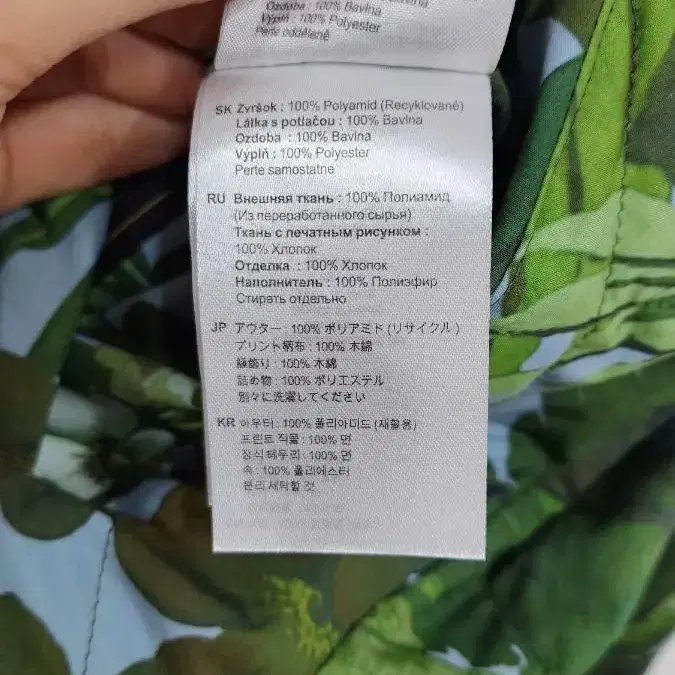 Ozdoba : 100% Bavlna
Výplň : 100% Polyester
Perte oddělené
SK Zvršok : 100% Polyamid (Recyklované)
Látka s potlačou : 100% Bavlna
Ozdoba : 100% Bavlna
Výplň : 100% Polyester
Perte samostatne
RU Внешняя ткань : 100% Полиамид
(Из переработанного сырья)
Ткань с печатным рисунком :
100% Хлопок
Отделка : 100% Хлопок
Наполнитель : 100% Полиэфир
Стирать отдельно
JP アウター : 100% ポリアミド (リサイクル)
プリント柄布 : 100% 木綿
縁飾り : 100% 木綿
詰め物 : 100% ポリエステル
別々に洗濯してください
KR 아우터 : 100% 폴리아미드 (재활용)
프린트 직물 : 100% 면
장식 테두리 : 100% 면
속 : 100% 폴리에스터
분리 세탁할 것